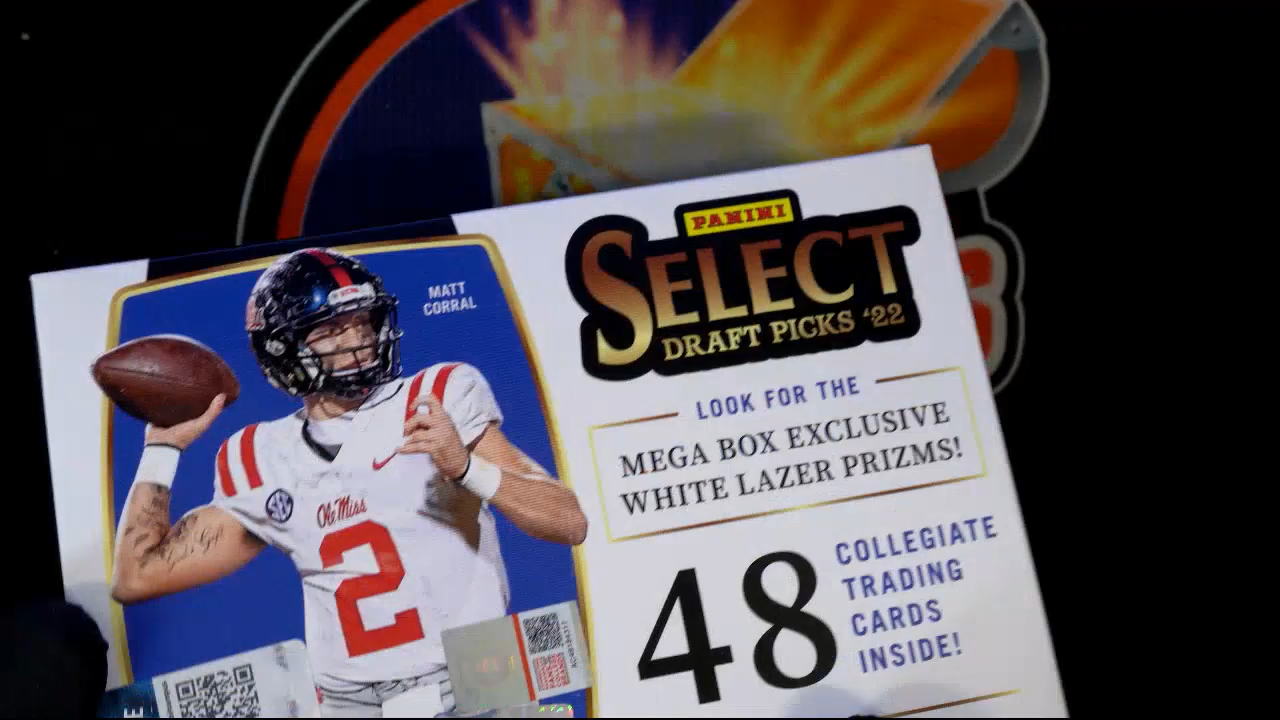 PANINI
SELECT
DRAFT PICKS '22
MATT
CORRAL
LOOK FOR THE
MEGA BOX EXCLUSIVE
WHITE LAZER PRIZMS!
48
COLLEGIATE
TRADING
CARDS
INSIDE!
SEC
Ole Miss
2